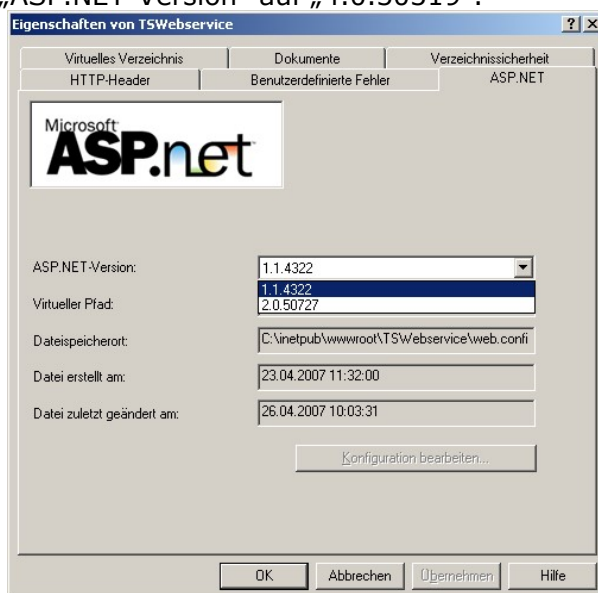 „ASP.NET-Version“ auf „4.0.30319“.
Eigenschaften von TSWebservice
Virtuelles Verzeichnis Dokumente Verzeichnissicherheit
HTTP-Header Benutzerdefinierte Fehler ASP.NET
Microsoft
ASP.net
ASP.NET-Version: 1.1.4322
1.1.4322
Virtueller Pfad: 2.0.50727
Dateispeicherort: C:\inetpub\wwwroot\TSWebservice\web.confi
Datei erstellt am: 23.04.2007 11:32:00
Datei zuletzt geändert am: 26.04.2007 10:03:31
Konfiguration bearbeiten...
OK Abbrechen Übernehmen Hilfe